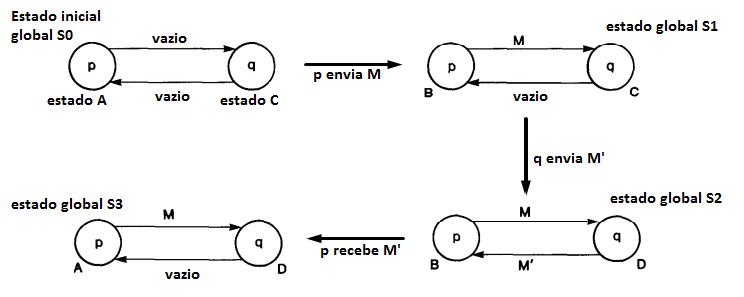 Estado inicial
global S0
vazio
p
q
vazio
estado A
estado C
p envia M
estado global S1
M
p
q
B
vazio
C
q envia M'
estado global S2
M
p
q
B
M'
D
p recebe M'
estado global S3
M
p
q
A
vazio
D